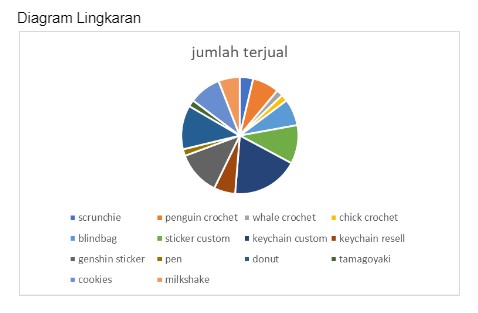 Diagram Lingkaran
jumlah terjual
scrunchie penguin crochet whale crochet chick crochet
blindbag sticker custom keychain custom keychain resell
genshin sticker pen donut tamagoyaki
cookies milkshake